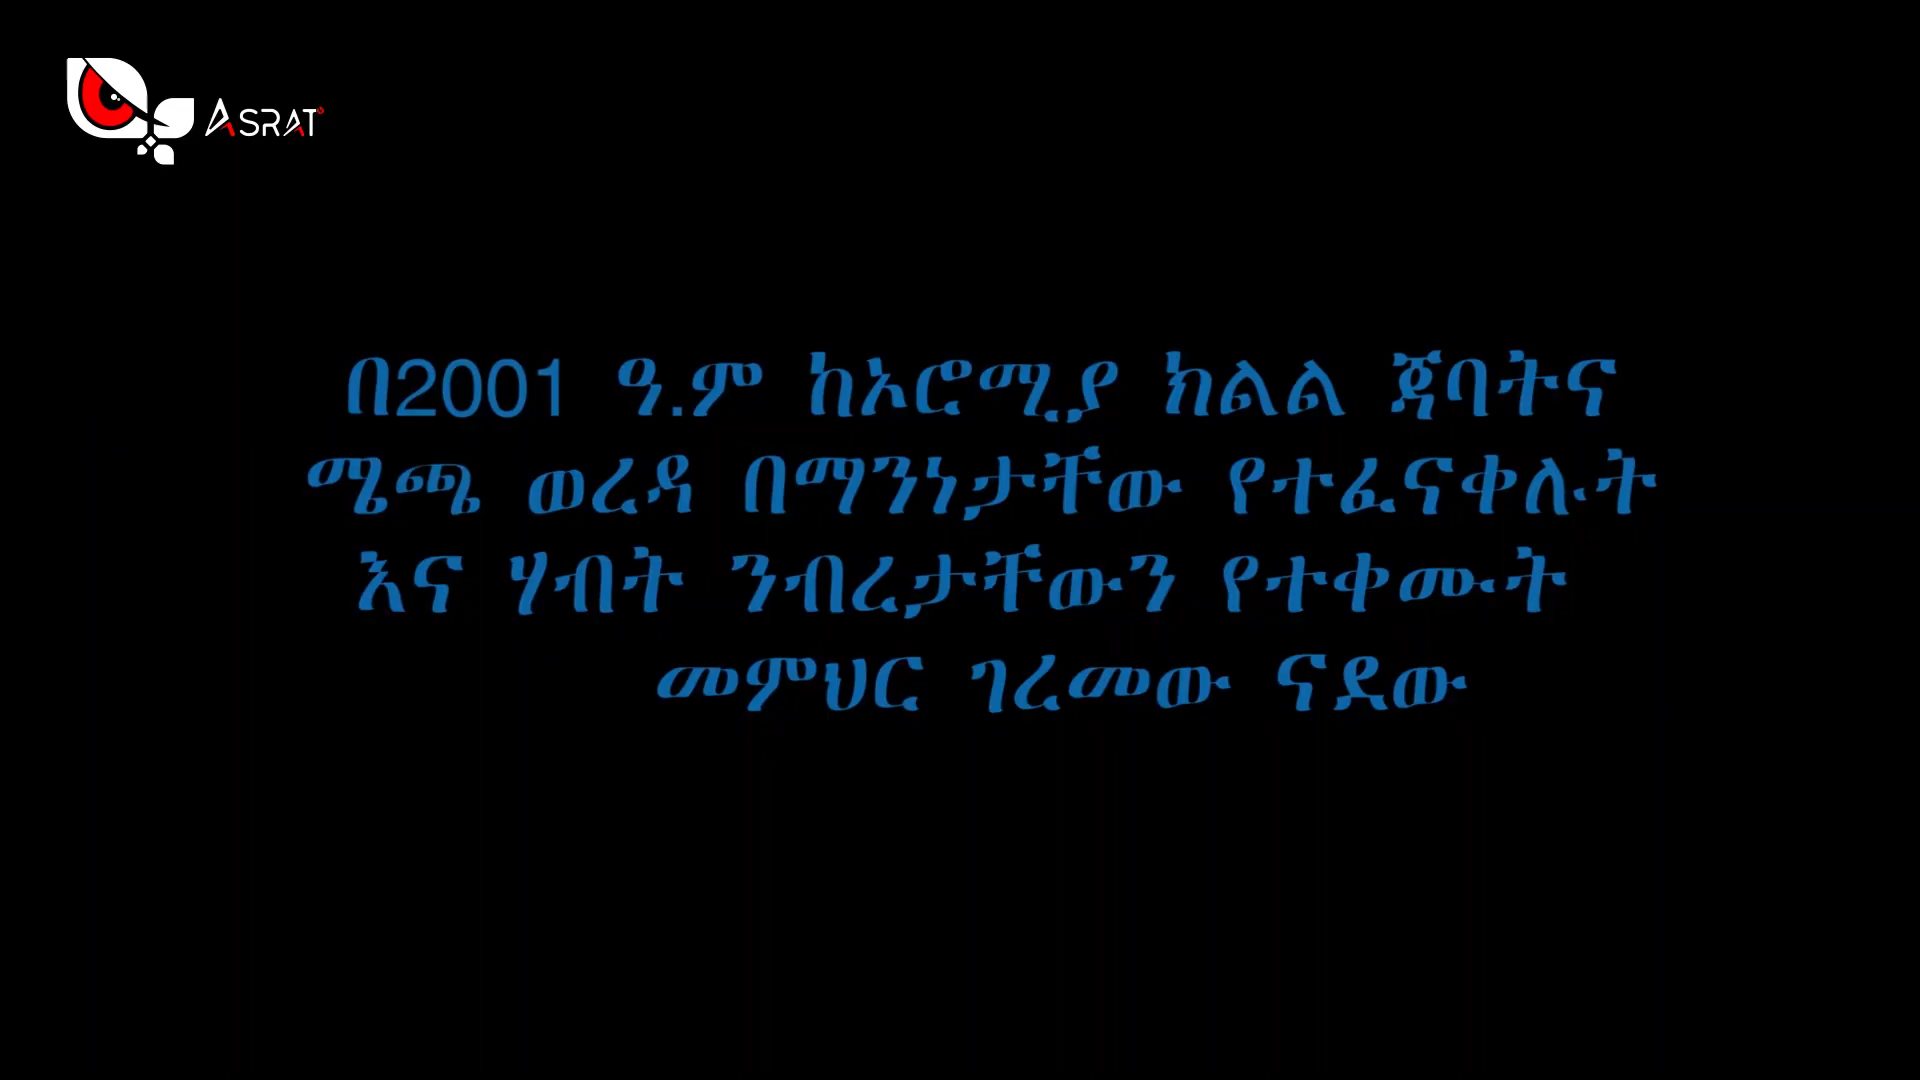 ASRAT
በ2001 ዓ.ም ከኦሮሚያ ክልል ጃባትና
ሜጫ ወረዳ በማንነታቸው የተፈናቀሉት
እና ሃብት ንብረታቸውን የተቀሙት
መምህር ገረመው ናደው